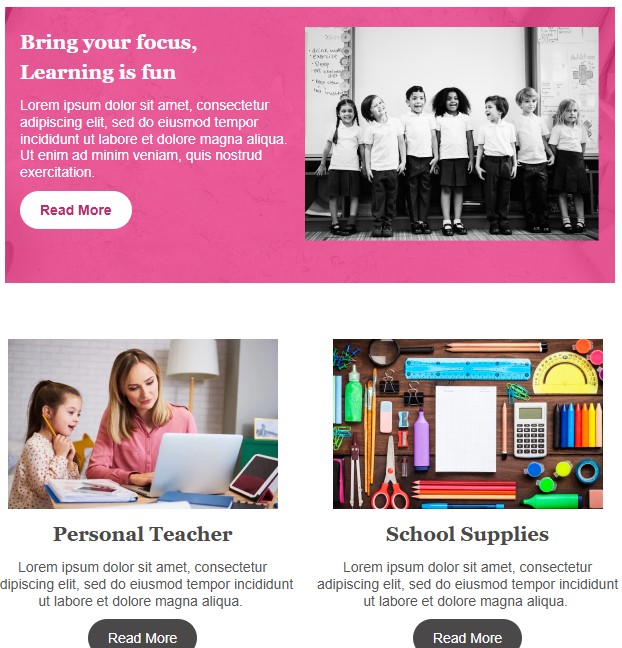 Bring your focus,
Learning is fun
Lorem ipsum dolor sit amet, consectetur
adipiscing elit, sed do eiusmod tempor
incididunt ut labore et dolore magna aliqua.
Ut enim ad minim veniam, quis nostrud
exercitation.
Read More
Personal Teacher
Lorem ipsum dolor sit amet, consectetur
dipiscing elit, sed do eiusmod tempor incididunt
ut labore et dolore magna aliqua.
Read More
School Supplies
Lorem ipsum dolor sit amet, consectetur
adipiscing elit, sed do eiusmod tempor incididunt
ut labore et dolore magna aliqua.
Read More